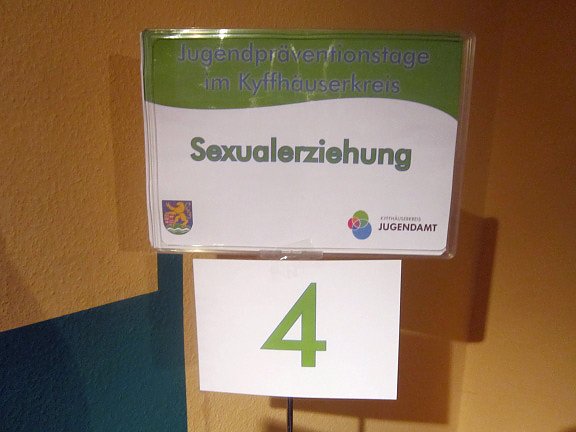 Jugendpräventionstage
im Kyffhäuserkreis
Sexualerziehung
KYFFHÄUSERKREIS
JUGENDAMT
4